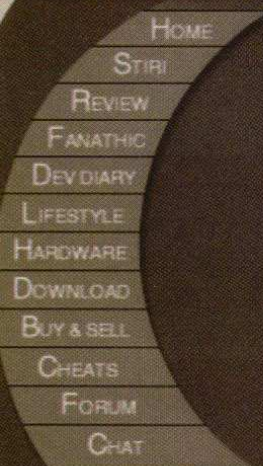 HOME
STIRI
REVIEW
FANATHIC
DEV DIARY
LIFESTYLE
HARDWARE
DOWNLOAD
BUY & SELL
CHEATS
FORUM
CHAT